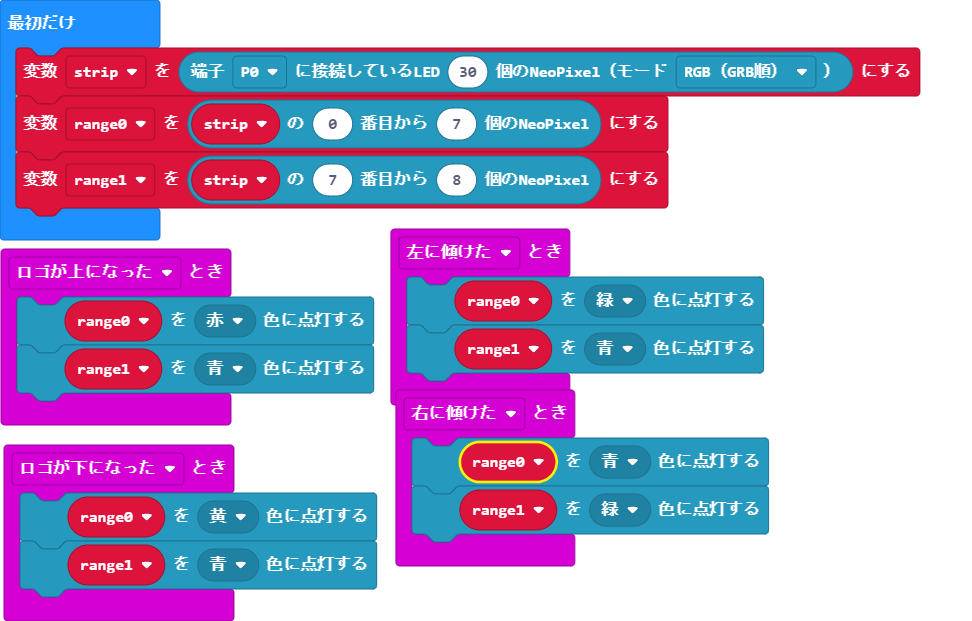 最初だけ
変数 strip を 端子 P0 に接続しているLED 30 個のNeoPixel（モード RGB（GRB順） ） にする
変数 range0 を strip の 0 番目から 7 個のNeoPixel にする
変数 range1 を strip の 7 番目から 8 個のNeoPixel にする
ロゴが上になった とき
range0 を 赤 色に点灯する
range1 を 青 色に点灯する
左に傾けた とき
range0 を 緑 色に点灯する
range1 を 青 色に点灯する
ロゴが下になった とき
range0 を 黄 色に点灯する
range1 を 青 色に点灯する
右に傾けた とき
range0 を 青 色に点灯する
range1 を 緑 色に点灯する